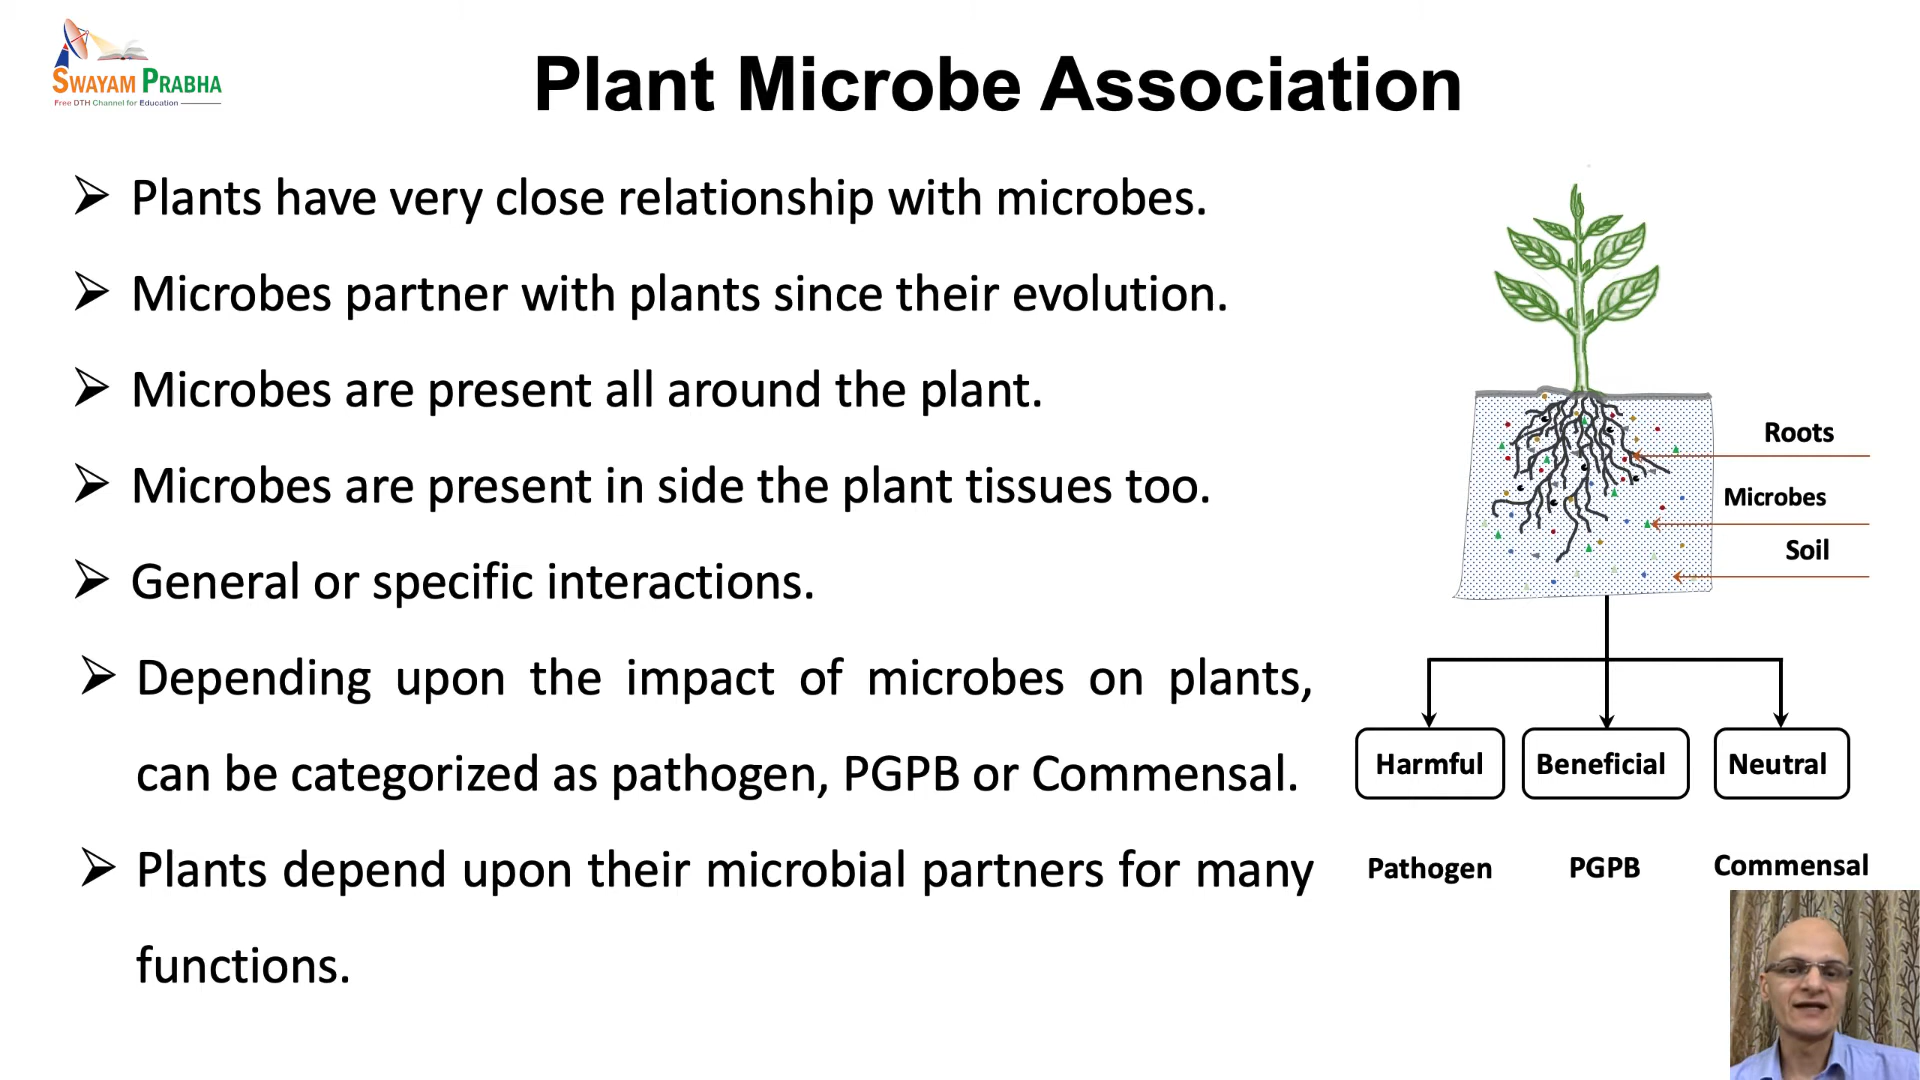 SWAYAM PRABHA
Free DTH Channel for Education
Plant Microbe Association
Plants have very close relationship with microbes.
Microbes partner with plants since their evolution.
Microbes are present all around the plant.
Microbes are present in side the plant tissues too.
General or specific interactions.
Depending upon the impact of microbes on plants,
can be categorized as pathogen, PGPB or Commensal.
Plants depend upon their microbial partners for many
functions.
Roots
Microbes
Soil
Harmful Beneficial Neutral
Pathogen PGPB Commensal